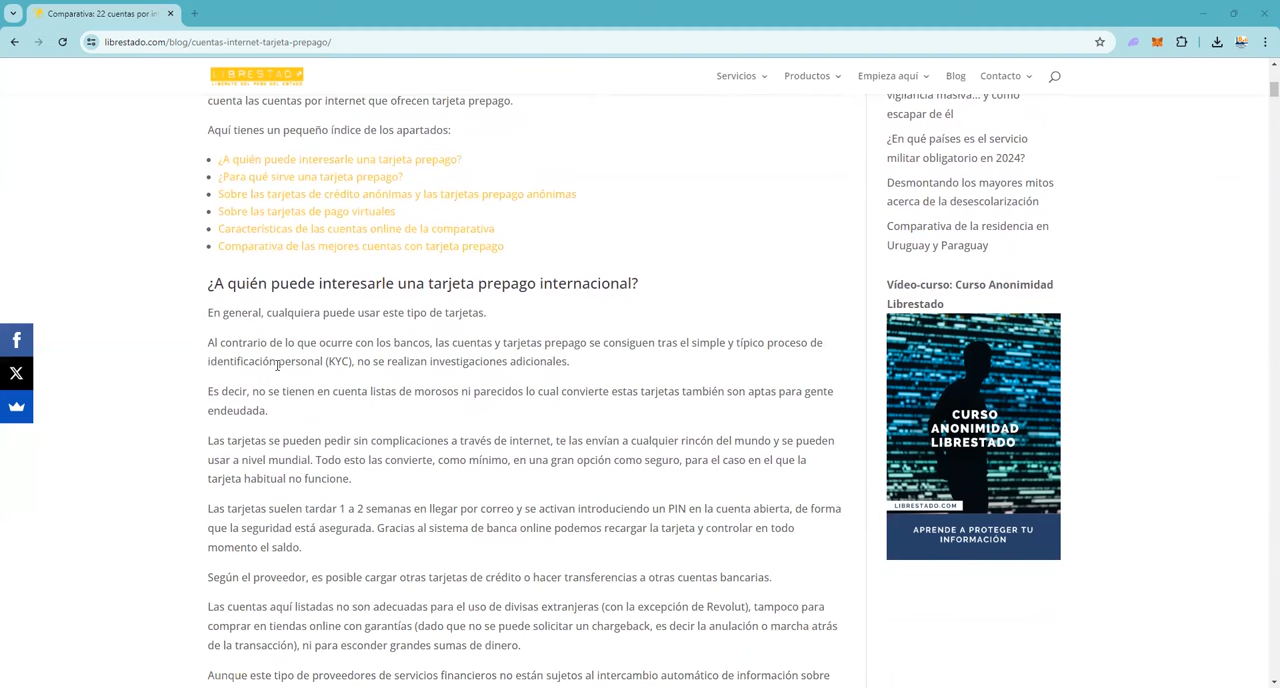 Comparativa: 22 cuentas por in
librestado.com/blog/cuentas-internet-tarjeta-prepago/
LIBRESTADO
LIBÉRATE DEL PESO DEL ESTADO
Servicios
Productos
Empieza aquí
Blog
Contacto
cuenta las cuentas por internet que ofrecen tarjeta prepago.
Aquí tienes un pequeño índice de los apartados:
¿A quién puede interesarle una tarjeta prepago?
¿Para qué sirve una tarjeta prepago?
Sobre las tarjetas de crédito anónimas y las tarjetas prepago anónimas
Sobre las tarjetas de pago virtuales
Características de las cuentas online de la comparativa
Comparativa de las mejores cuentas con tarjeta prepago
¿A quién puede interesarle una tarjeta prepago internacional?
En general, cualquiera puede usar este tipo de tarjetas.
Al contrario de lo que ocurre con los bancos, las cuentas y tarjetas prepago se consiguen tras el simple y típico proceso de
identificación personal (KYC), no se realizan investigaciones adicionales.
Es decir, no se tienen en cuenta listas de morosos ni parecidos lo cual convierte estas tarjetas también son aptas para gente
endeudada.
Las tarjetas se pueden pedir sin complicaciones a través de internet, te las envían a cualquier rincón del mundo y se pueden
usar a nivel mundial. Todo esto las convierte, como mínimo, en una gran opción como seguro, para el caso en el que la
tarjeta habitual no funcione.
Las tarjetas suelen tardar 1 a 2 semanas en llegar por correo y se activan introduciendo un PIN en la cuenta abierta, de forma
que la seguridad está asegurada. Gracias al sistema de banca online podemos recargar la tarjeta y controlar en todo
momento el saldo.
Según el proveedor, es posible cargar otras tarjetas de crédito o hacer transferencias a otras cuentas bancarias.
Las cuentas aquí listadas no son adecuadas para el uso de divisas extranjeras (con la excepción de Revolut), tampoco para
comprar en tiendas online con garantías (dado que no se puede solicitar un chargeback, es decir la anulación o marcha atrás
de la transacción), ni para esconder grandes sumas de dinero.
Aunque este tipo de proveedores de servicios financieros no están sujetos al intercambio automático de información sobre
vigilancia masiva... y cómo
escapar de él
¿En qué países es el servicio
militar obligatorio en 2024?
Desmontando los mayores mitos
acerca de la desescolarización
Comparativa de la residencia en
Uruguay y Paraguay
Vídeo-curso: Curso Anonimidad
Librestado
CURSO
ANONIMIDAD
LIBRESTADO
LIBRESTADO.COM
APRENDE A PROTEGER TU
INFORMACIÓN